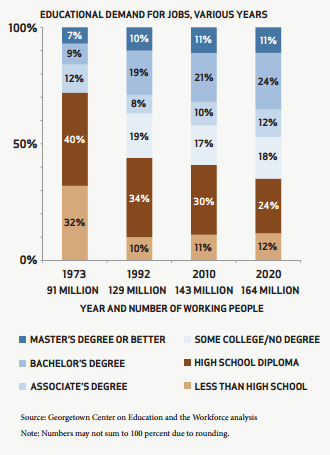 EDUCATIONAL DEMAND FOR JOBS, VARIOUS YEARS
100%
50%
0%
7%
9%
12%
40%
32%
10%
19%
8%
19%
34%
10%
11%
21%
10%
17%
30%
11%
11%
24%
12%
18%
24%
12%
1973 1992 2010 2020
91 MILLION 129 MILLION 143 MILLION 164 MILLION
YEAR AND NUMBER OF WORKING PEOPLE
MASTER'S DEGREE OR BETTER
BACHELOR'S DEGREE
ASSOCIATE'S DEGREE
SOME COLLEGE/NO DEGREE
HIGH SCHOOL DIPLOMA
LESS THAN HIGH SCHOOL
Source: Georgetown Center on Education and the Workforce analysis
Note: Numbers may not sum to 100 percent due to rounding.